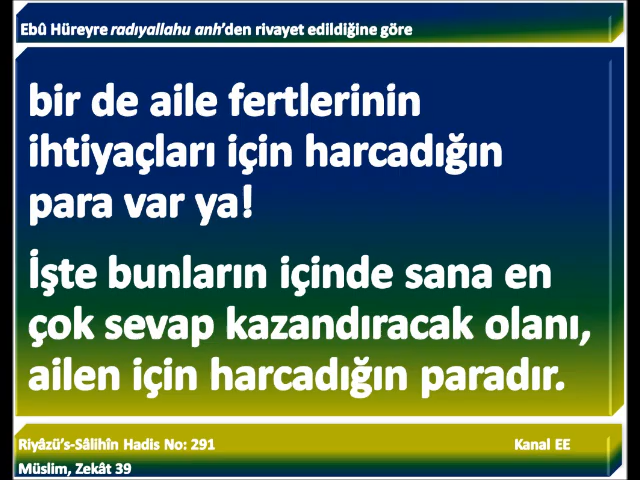 Ebû Hüreyre radıyallahu anh'den rivayet edildiğine göre
bir de aile fertlerinin
ihtiyaçları için harcadığın
para var ya!
İşte bunların içinde sana en
çok sevap kazandıracak olanı,
ailen için harcadığın paradır.
Riyâzü's-Sâlihîn Hadis No: 291
Kanal EE
Müslim, Zekât 39